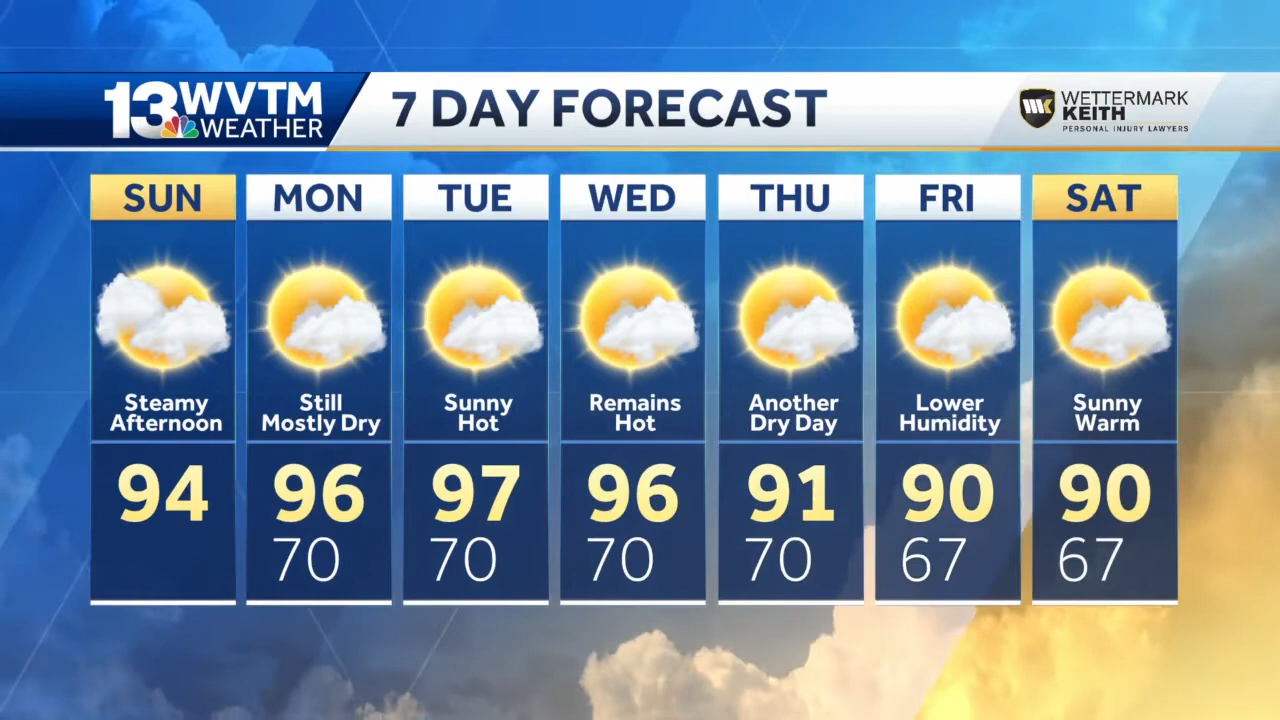 13 WVTM
WEATHER
7 DAY FORECAST
WETTERMARK
KEITH
PERSONAL INJURY LAWYERS
SUN
Steamy
Afternoon
94
MON
Still
Mostly Dry
96
70
TUE
Sunny
Hot
97
70
WED
Remains
Hot
96
70
THU
Another
Dry Day
91
70
FRI
Lower
Humidity
90
67
SAT
Sunny
Warm
90
67